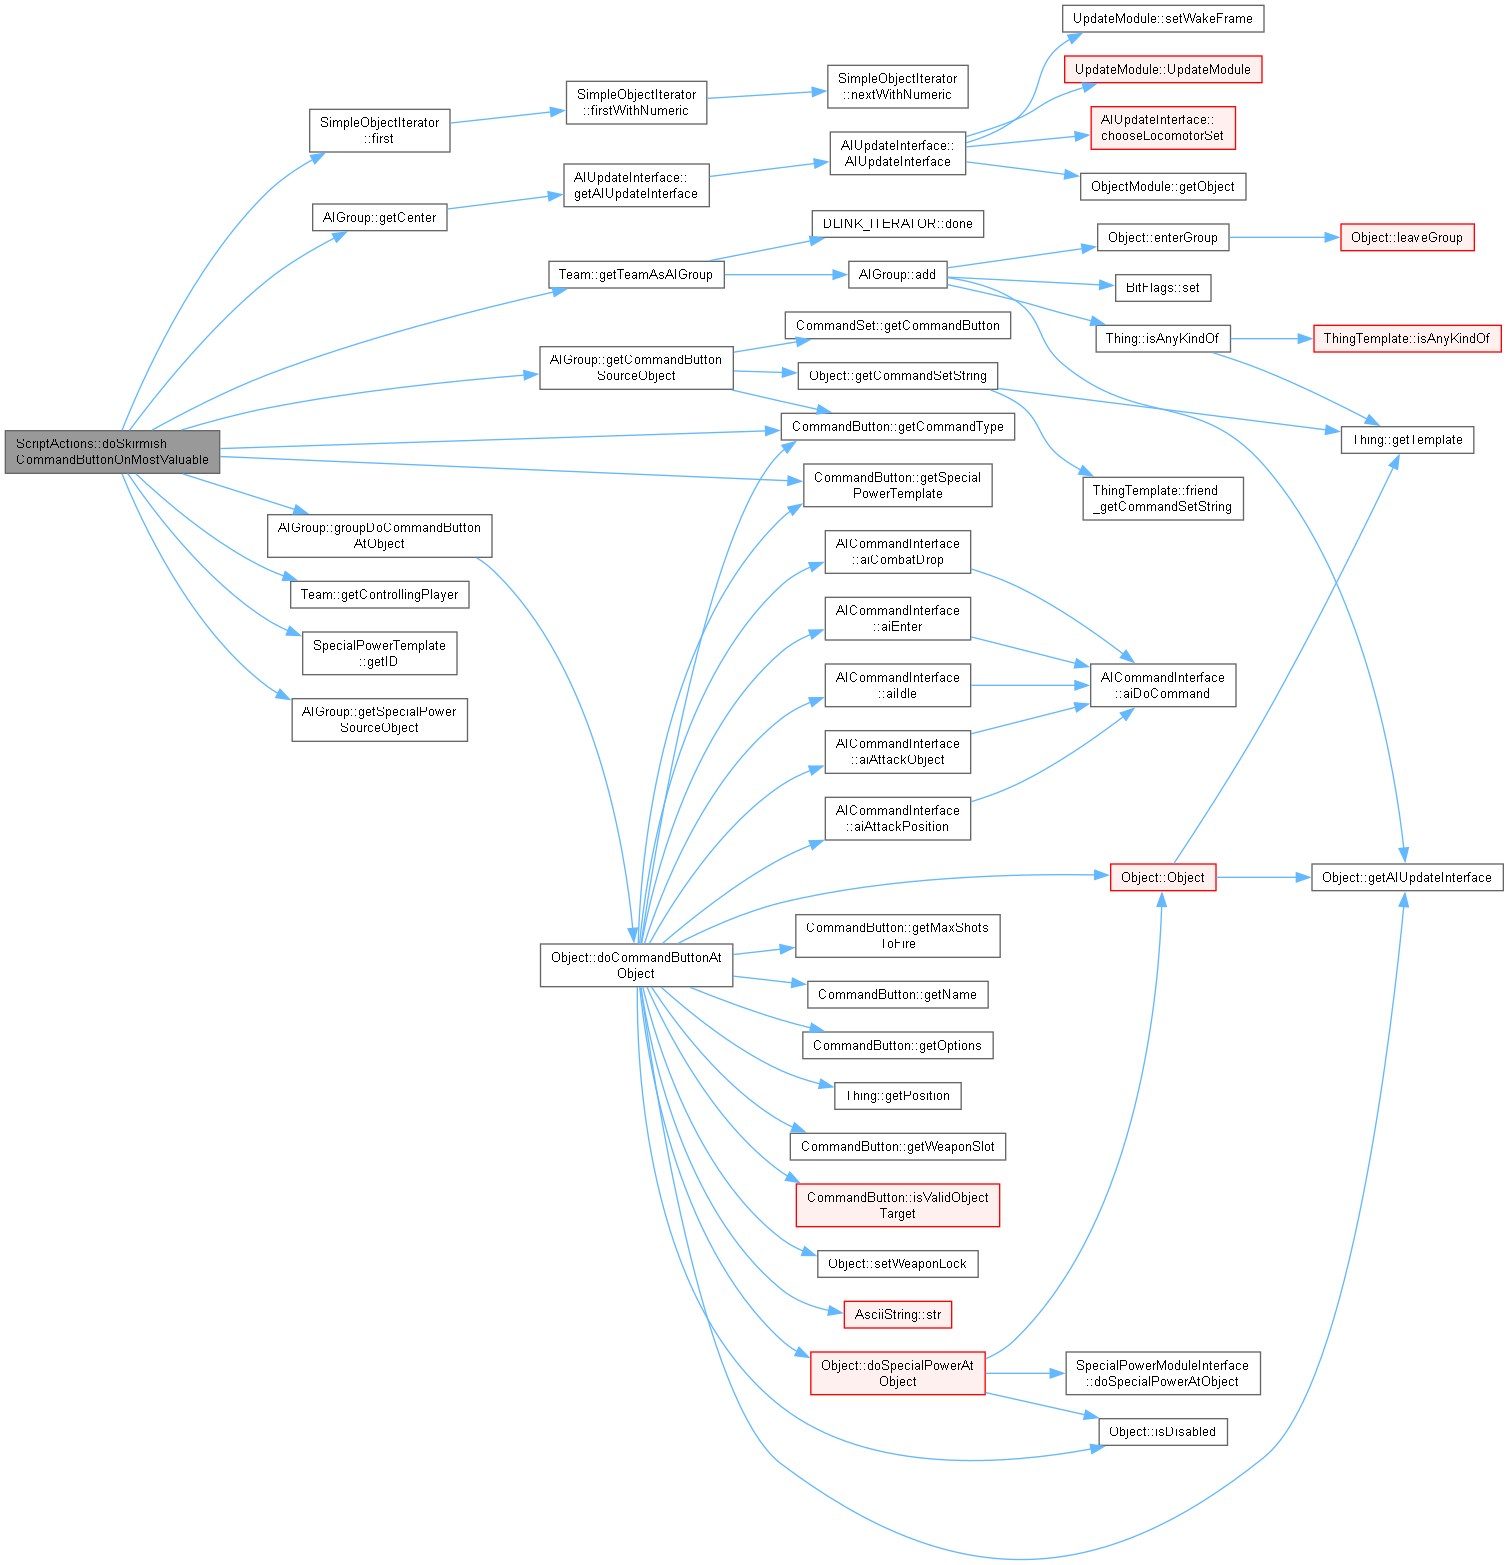 UpdateModule::setWakeFrame
UpdateModule::UpdateModule
SimpleObjectIterator
::nextWithNumeric
SimpleObjectIterator
::firstWithNumeric
SimpleObjectIterator
::first
AIUpdateInterface::
chooseLocomotorSet
AIUpdateInterface::
AIUpdateInterface
AIUpdateInterface::
getAIUpdateInterface
ObjectModule::getObject
AIGroup::getCenter
DLINK_ITERATOR::done
Object::enterGroup
Object::leaveGroup
Team::getTeamAsAIGroup
AIGroup::add
BitFlags::set
CommandSet::getCommandButton
Thing::isAnyKindOf
ThingTemplate::isAnyKindOf
AIGroup::getCommandButton
SourceObject
Object::getCommandSetString
CommandButton::getCommandType
Thing::getTemplate
ScriptActions::doSkirmish
CommandButtonOnMostValuable
CommandButton::getSpecial
PowerTemplate
ThingTemplate::friend
_getCommandSetString
AIGroup::groupDoCommandButton
AtObject
AICommandInterface
::aiCombatDrop
Team::getControllingPlayer
AICommandInterface
::aiEnter
SpecialPowerTemplate
::getID
AICommandInterface
::aiIdle
AICommandInterface
::aiDoCommand
AIGroup::getSpecialPower
SourceObject
AICommandInterface
::aiAttackObject
AICommandInterface
::aiAttackPosition
Object::Object
Object::getAIUpdateInterface
CommandButton::getMaxShots
ToFire
Object::doCommandButtonAt
Object
CommandButton::getName
CommandButton::getOptions
Thing::getPosition
CommandButton::getWeaponSlot
CommandButton::isValidObject
Target
Object::setWeaponLock
AsciiString::str
Object::doSpecialPowerAt
Object
SpecialPowerModuleInterface
::doSpecialPowerAtObject
Object::isDisabled